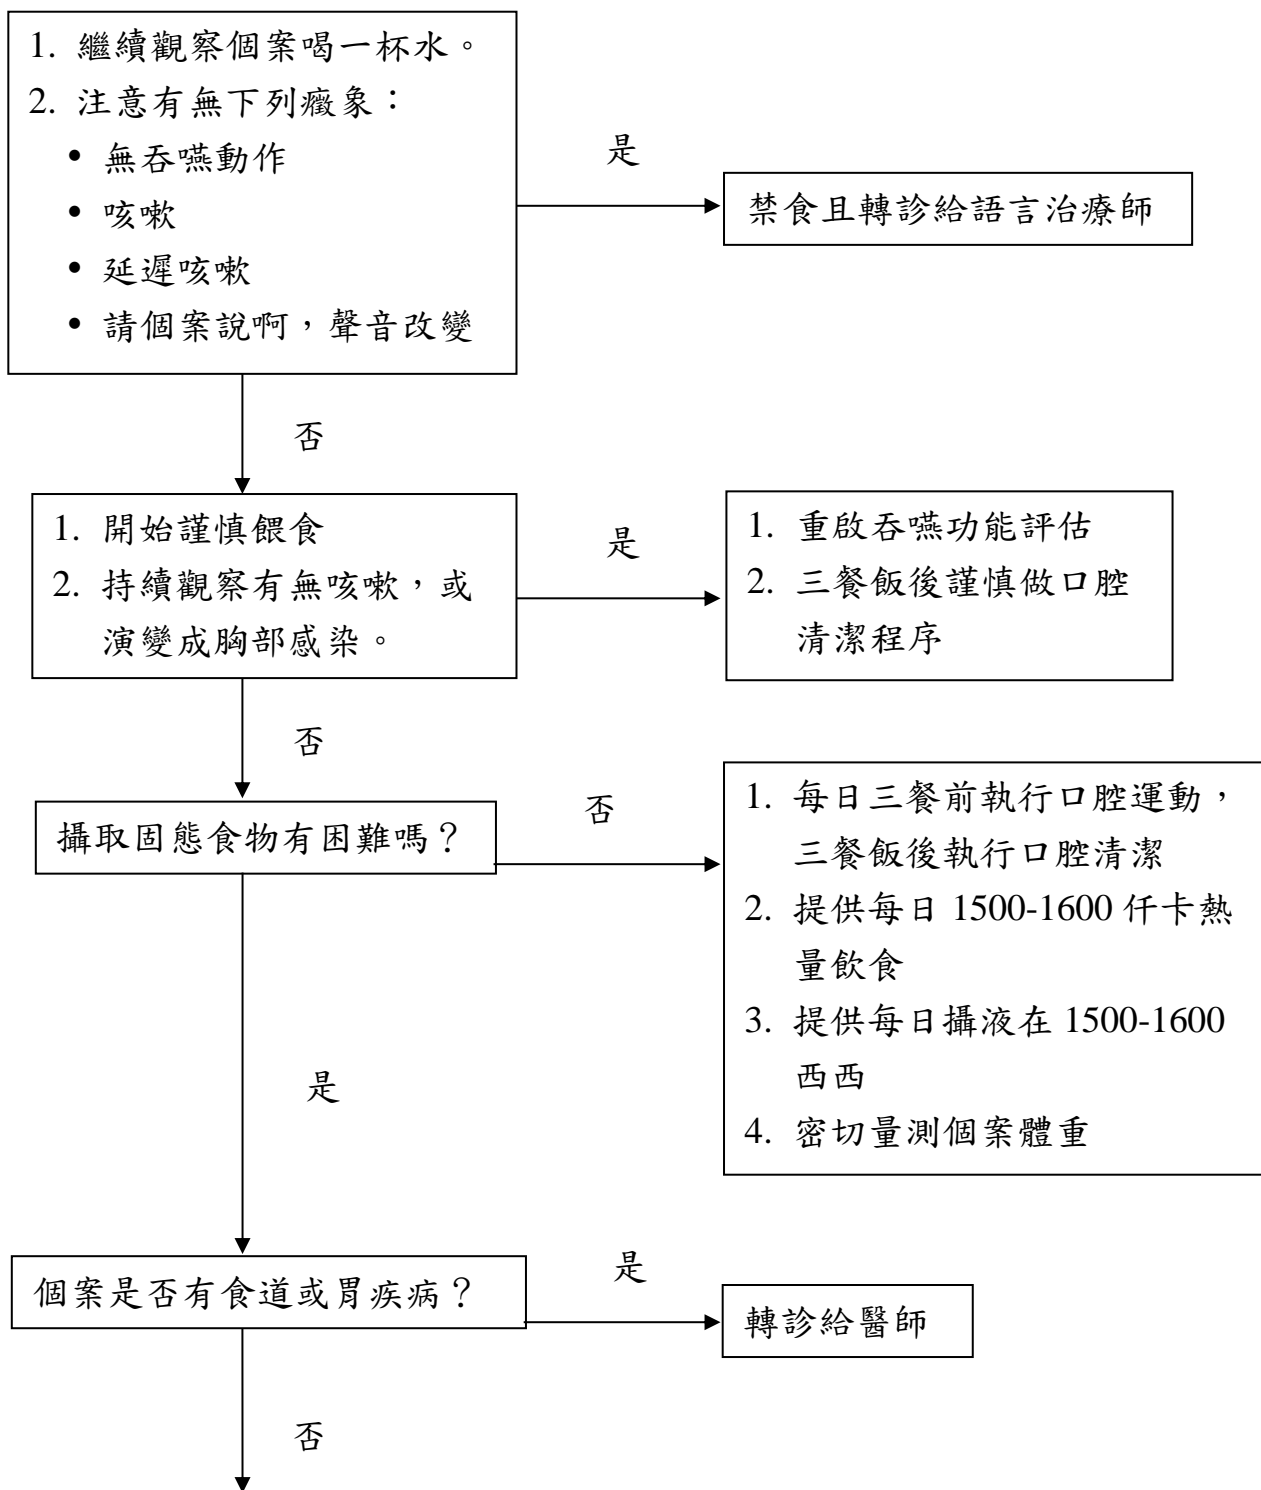 1. 繼續觀察個案喝一杯水。
2. 注意有無下列癥象：
• 無吞嚥動作
• 咳嗽
• 延遲咳嗽
• 請個案說啊，聲音改變
是
禁食且轉診給語言治療師
否
1. 開始謹慎餵食
2. 持續觀察有無咳嗽，或
演變成胸部感染。
是
1. 重啟吞嚥功能評估
2. 三餐飯後謹慎做口腔
清潔程序
否
攝取固態食物有困難嗎？
否
1. 每日三餐前執行口腔運動，
三餐飯後執行口腔清潔
2. 提供每日 1500-1600 仟卡熱
量飲食
3. 提供每日攝液在 1500-1600
西西
4. 密切量測個案體重
是
個案是否有食道或胃疾病？
是
轉診給醫師
否